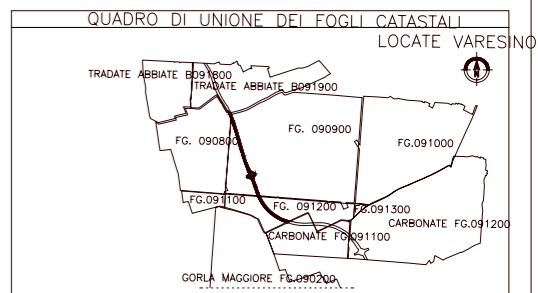 QUADRO DI UNIONE DEI FOGLI CATASTALI
LOCATE VARESINO
TRADATE ABBIATE B091800
TRADATE ABBIATE B091900
N
FG. 090800
FG. 090900
FG.091000
FG.091100
FG. 091200
FG.091300
CARBONATE FG.091200
CARBONATE FG.091100
GORLA MAGGIORE FG.090200